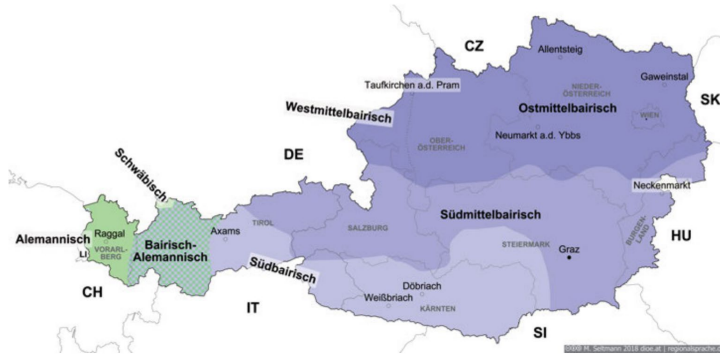 CZ
Allentsteig
Taufkirchen a.d. Pram
Gaweinstal
NIEDER-
ÖSTERREICH
SK
Westmittelbairisch
Ostmittelbairisch
WIEN
Neumarkt a.d. Ybbs
OBER-
ÖSTERREICH
DE
Schwäbisch
Neckenmarkt
Südmittelbairisch
Alemannisch
Raggal
VORARL-
BERG
LI
Bairisch-
Alemannisch
Axams
TIROL
SALZBURG
STEIERMARK
Graz
BURGEN-
LAND
HU
Südbairisch
CH
IT
Döbriach
Weißbriach
KÄRNTEN
SI
M. Seltmann 2018 dioe.at | regionalsprache.d